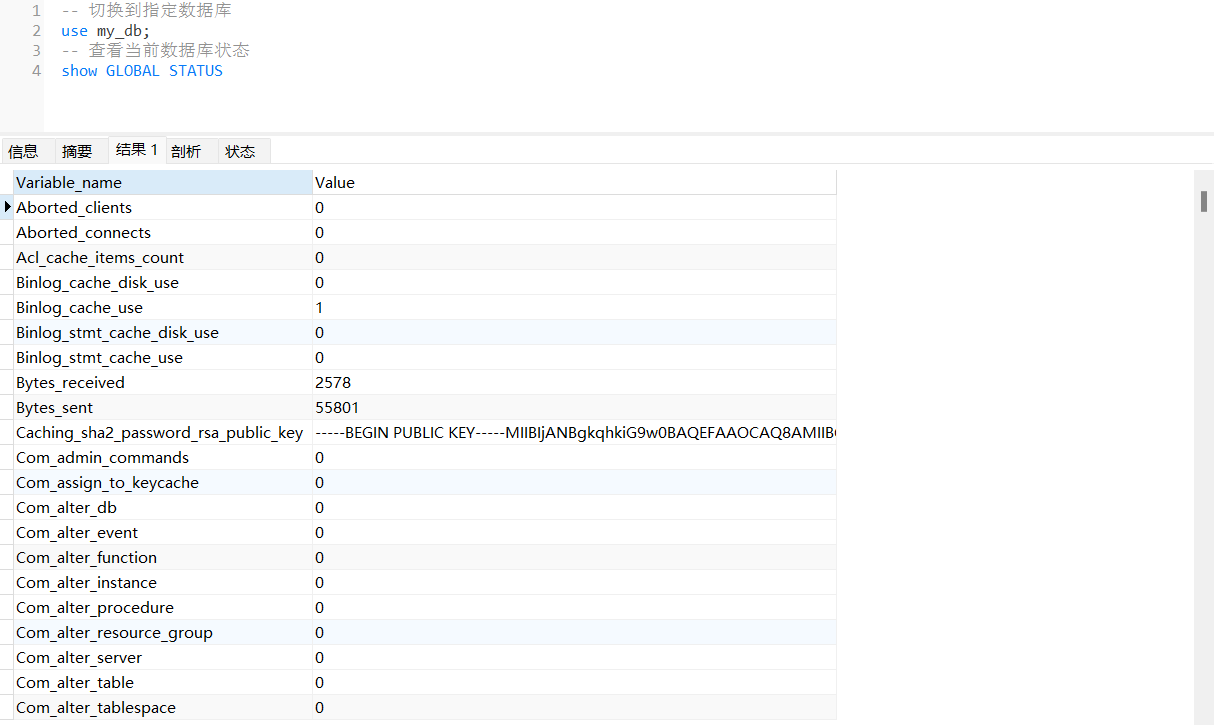 1 -- 切换到指定数据库
2 use my_db;
3 -- 查看当前数据库状态
4 show GLOBAL STATUS
信息 摘要 结果 1 剖析 状态
Variable_name Value
Aborted_clients 0
Aborted_connects 0
Acl_cache_items_count 0
Binlog_cache_disk_use 0
Binlog_cache_use 1
Binlog_stmt_cache_disk_use 0
Binlog_stmt_cache_use 0
Bytes_received 2578
Bytes_sent 55801
Caching_sha2_password_rsa_public_key -----BEGIN PUBLIC KEY-----MIIBIjANBgkqhkiG9w0BAQEFAAOCAQ8AMIIB
Com_admin_commands 0
Com_assign_to_keycache 0
Com_alter_db 0
Com_alter_event 0
Com_alter_function 0
Com_alter_instance 0
Com_alter_procedure 0
Com_alter_resource_group 0
Com_alter_server 0
Com_alter_table 0
Com_alter_tablespace 0